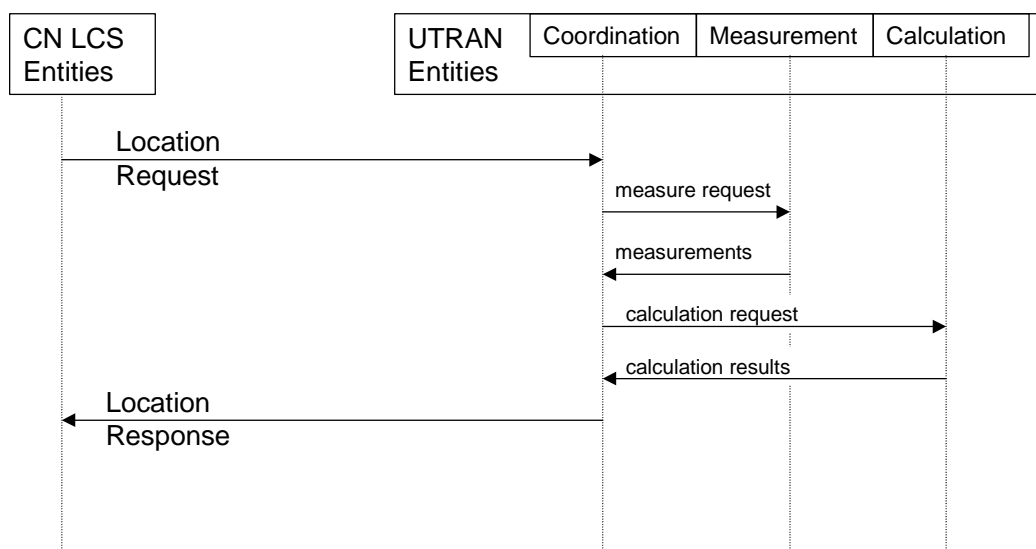 CN LCS
Entities
UTRAN
Entities
Coordination
Measurement
Calculation
Location
Request
measure request
measurements
calculation request
calculation results
Location
Response